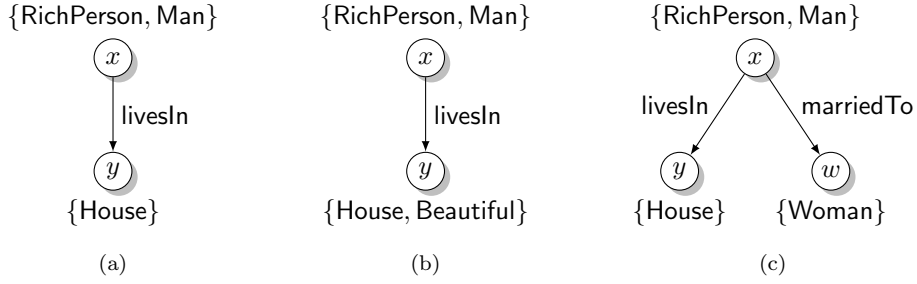 {RichPerson, Man} {RichPerson, Man} {RichPerson, Man}
x x x
livesIn livesIn livesIn marriedTo
y y y w
{House} {House, Beautiful} {House} {Woman}
(a) (b) (c)